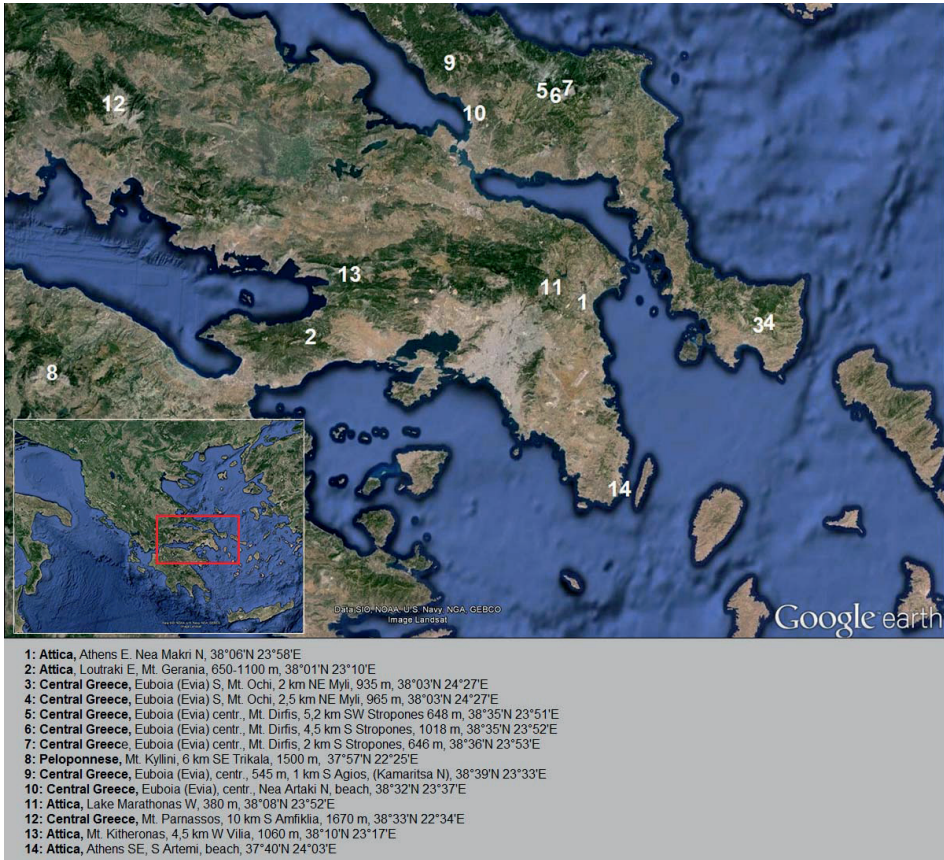 9
5
6
7
12
10
13
11
1
2
3
4
8
14
Data SIO, NOAA, U.S. Navy, NGA, GEBCO
Image Landsat
Google earth
1: Attica, Athens E. Nea Makri N, 38°06'N 23°58'E
2: Attica, Loutraki E, Mt. Gerania, 650-1100 m, 38°01'N 23°10'E
3: Central Greece, Euboia (Evia) S, Mt. Ochi, 2 km NE Myli, 935 m, 38°03'N 24°27'E
4: Central Greece, Euboia (Evia) S, Mt. Ochi, 2,5 km NE Myli, 965 m, 38°03'N 24°27'E
5: Central Greece, Euboia (Evia) centr., Mt. Dirfis, 5,2 km SW Stropones 648 m, 38°35'N 23°51'E
6: Central Greece, Euboia (Evia) centr., Mt. Dirfis, 4,5 km S Stropones, 1018 m, 38°35'N 23°52'E
7: Central Greece, Euboia (Evia) centr., Mt. Dirfis, 2 km S Stropones, 646 m, 38°36'N 23°53'E
8: Peloponnese, Mt. Kyllini, 6 km SE Trikala, 1500 m, 37°57'N 22°25'E
9: Central Greece, Euboia (Evia), centr., 545 m, 1 km S Agios, (Kamaritsa N), 38°39'N 23°33'E
10: Central Greece, Euboia (Evia), centr., Nea Artaki N, beach, 38°32'N 23°37'E
11: Attica, Lake Marathonas W, 380 m, 38°08'N 23°52'E
12: Central Greece, Mt. Parnassos, 10 km S Amfiklia, 1670 m, 38°33'N 22°34'E
13: Attica, Mt. Kitheronas, 4,5 km W Vilia, 1060 m, 38°10'N 23°17'E
14: Attica, Athens SE, S Artemi, beach, 37°40'N 24°03'E